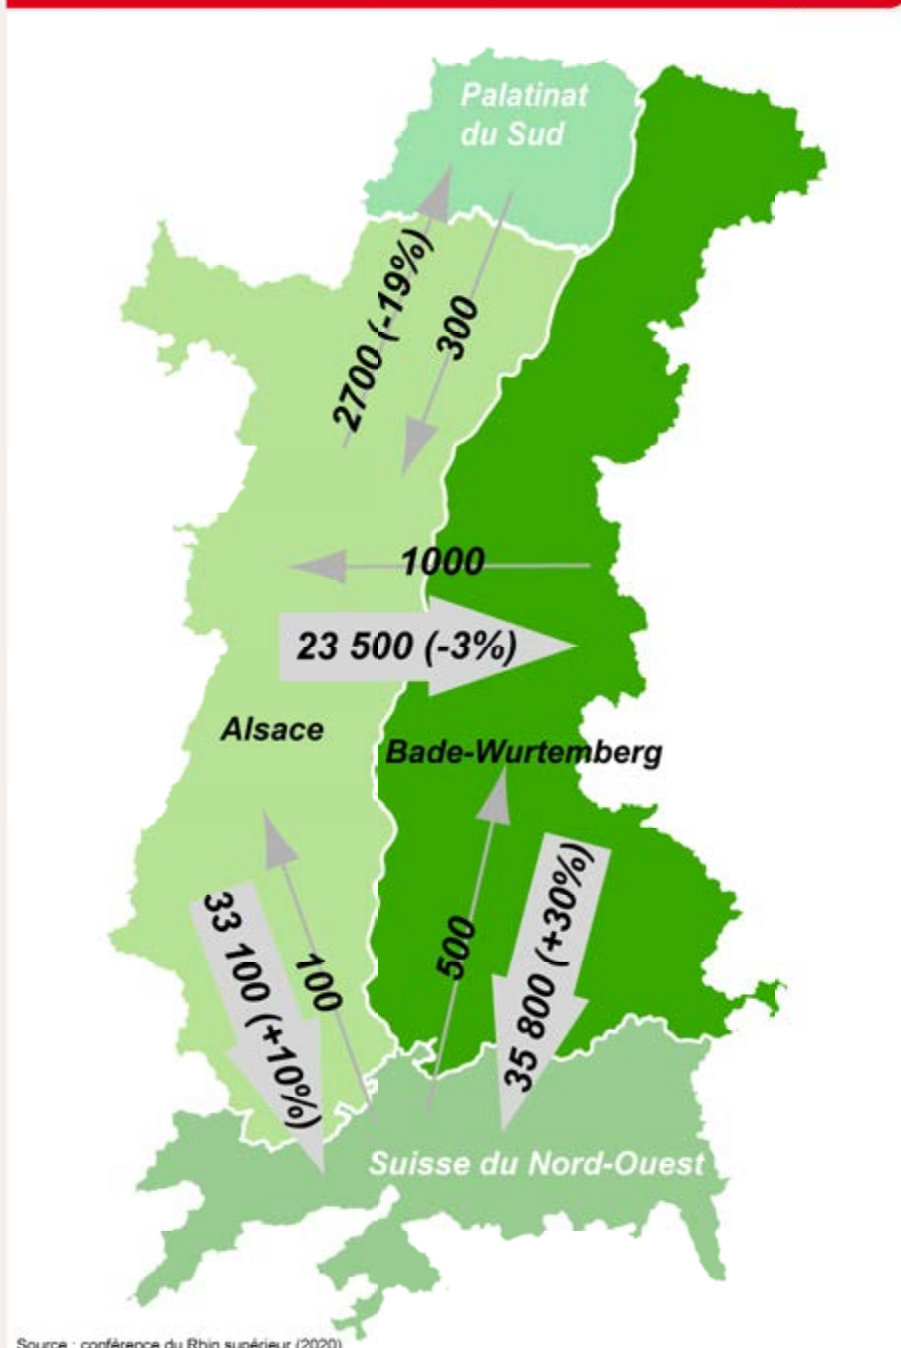 Palatinat
du Sud
2700 (-19%)
300
1000
23 500 (-3%)
Alsace
Bade-Wurtemberg
33 100 (+10%)
100
500
35 800 (+30%)
Suisse du Nord-Ouest
Source : conférence du Rhin supérieur (2020)